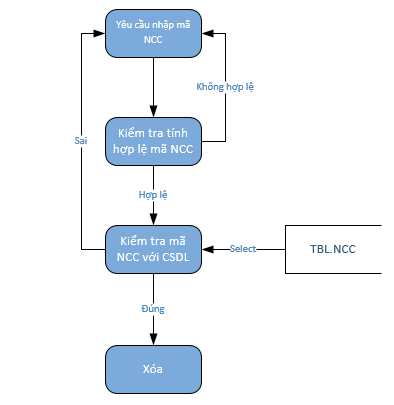 Yêu cầu nhập mã
NCC
Không hợp lệ
Kiểm tra tính
hợp lệ mã NCC
Sai
Hợp lệ
Kiểm tra mã
NCC với CSDL
Select
TBL.NCC
Đúng
Xóa